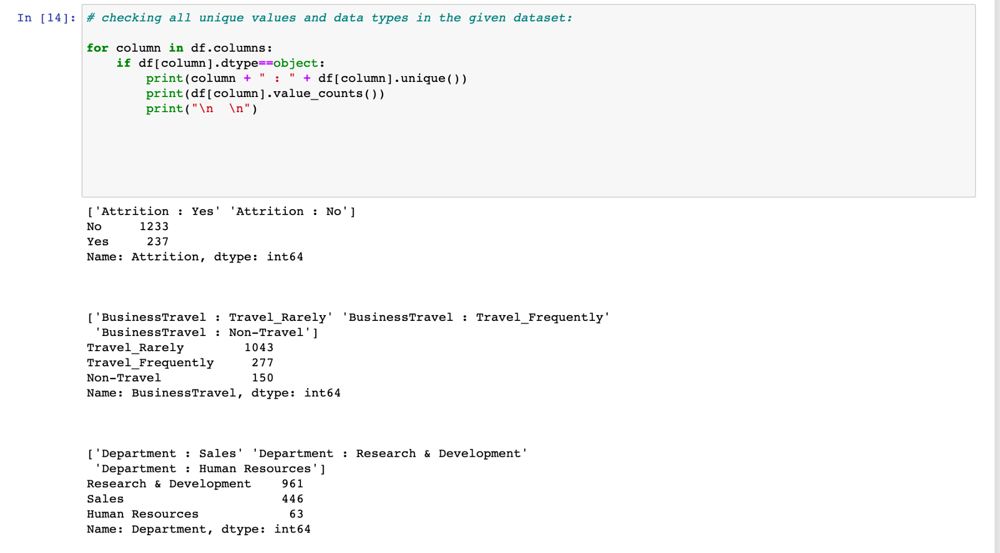 In [14]: # checking all unique values and data types in the given dataset:
for column in df.columns:
    if df[column].dtype==object:
        print(column + " : " + df[column].unique())
        print(df[column].value_counts())
        print("\n  \n")
['Attrition : Yes' 'Attrition : No']
No     1233
Yes     237
Name: Attrition, dtype: int64
['BusinessTravel : Travel_Rarely' 'BusinessTravel : Travel_Frequently'
 'BusinessTravel : Non-Travel']
Travel_Rarely        1043
Travel_Frequently     277
Non-Travel            150
Name: BusinessTravel, dtype: int64
['Department : Sales' 'Department : Research & Development'
 'Department : Human Resources']
Research & Development    961
Sales                     446
Human Resources            63
Name: Department, dtype: int64